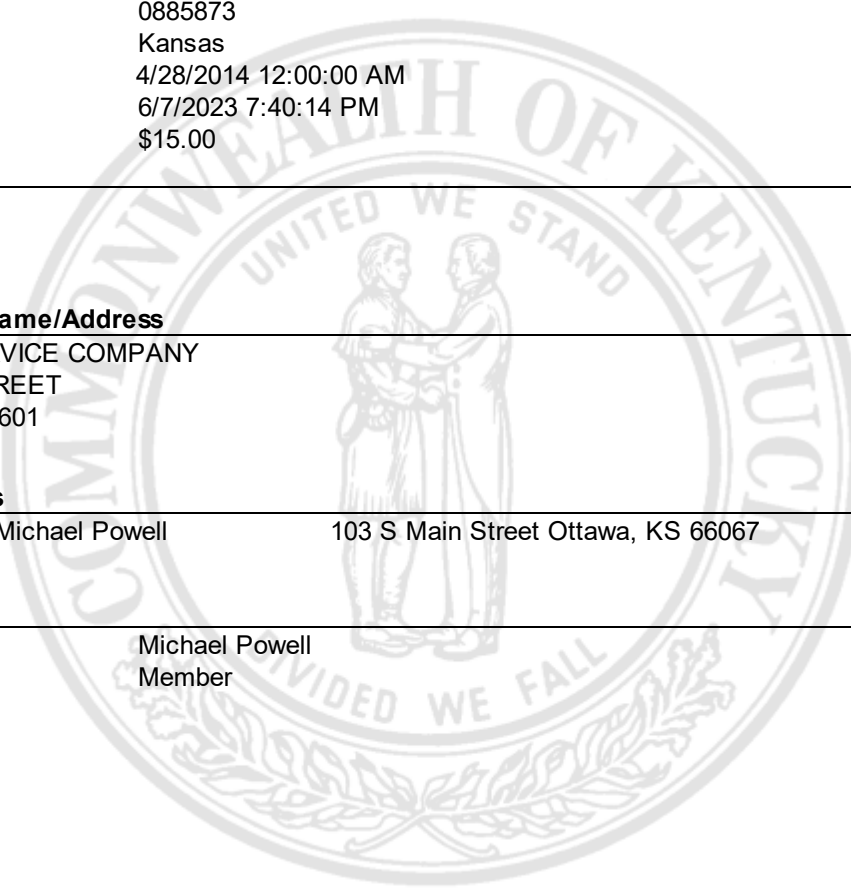 0885873
Kansas
4/28/2014 12:00:00 AM
6/7/2023 7:40:14 PM
$15.00
ame/Address
VICE COMPANY
REET
601
s
Michael Powell 103 S Main Street Ottawa, KS 66067
Michael Powell
Member
COMMONWEALTH OF KENTUCKY
UNITED WE STAND
DIVIDED WE FALL